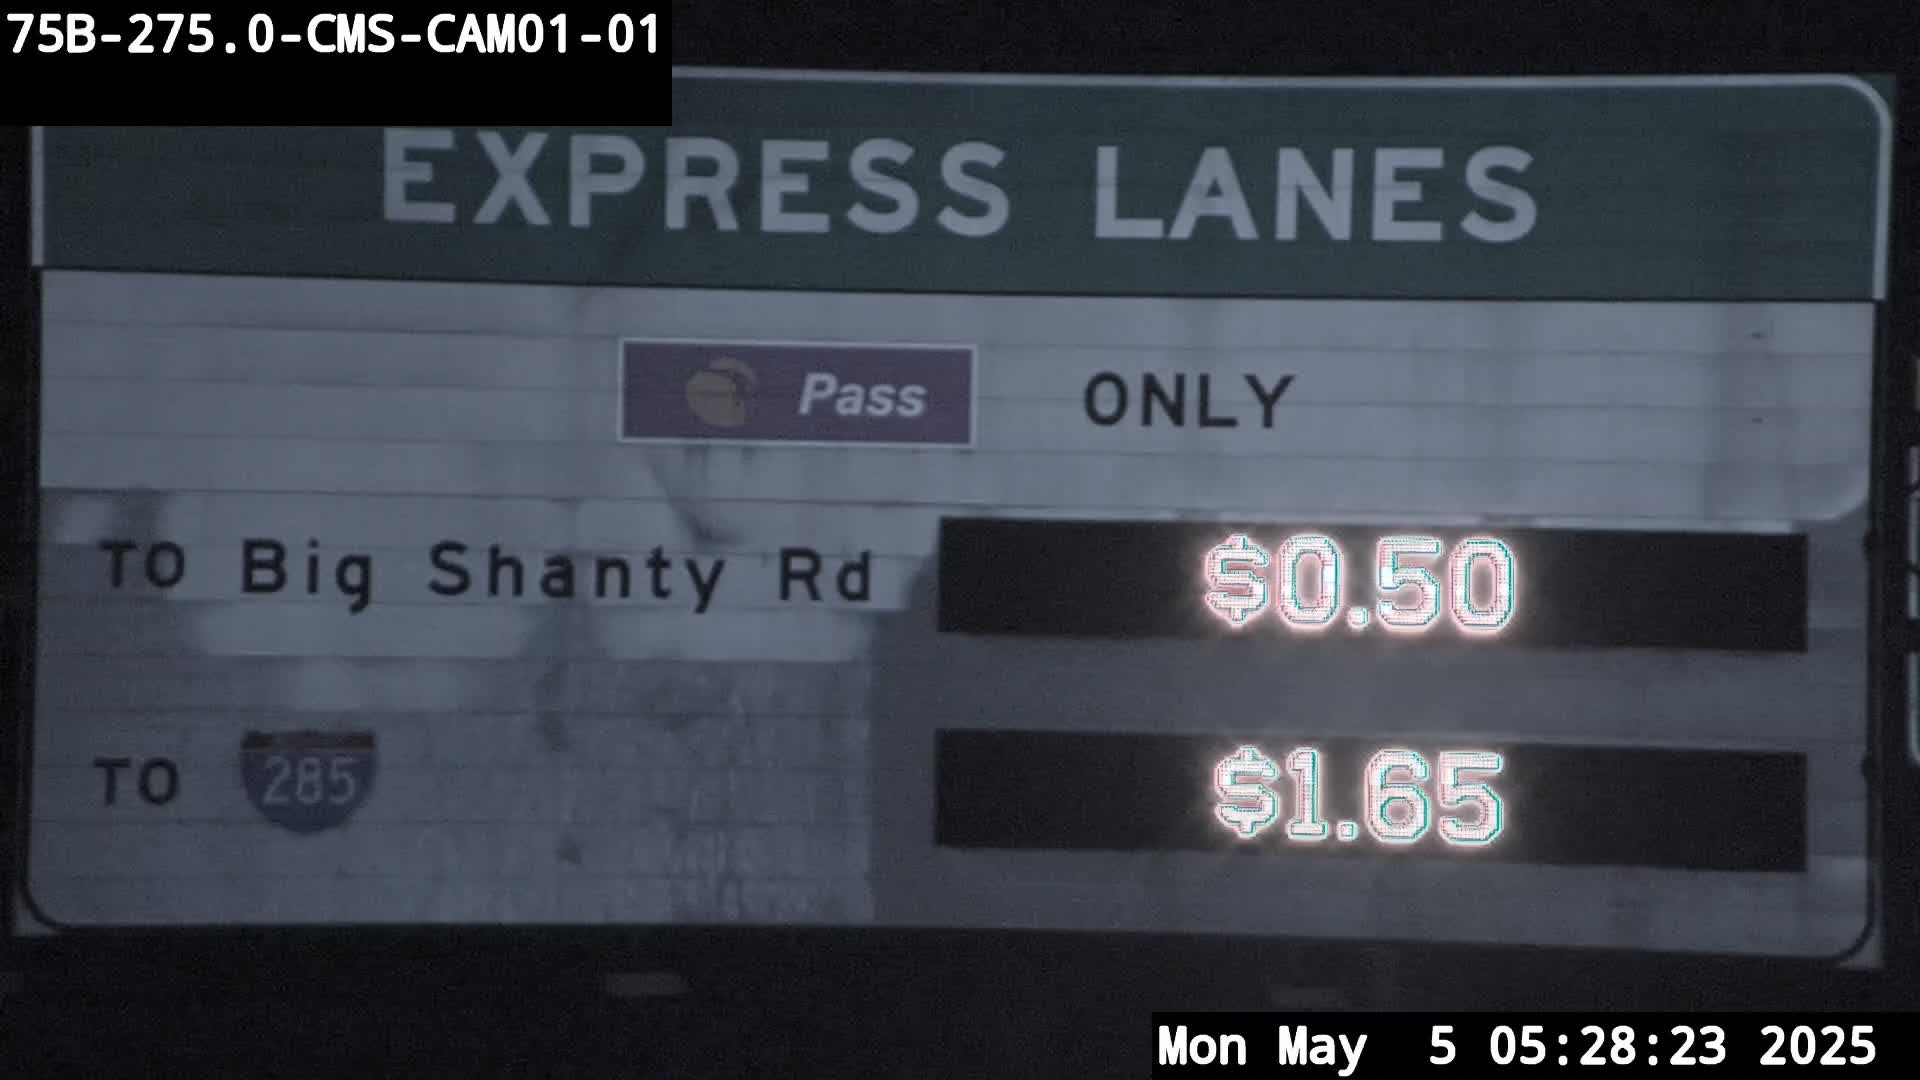 75B-275.0-CMS-CAM01-01
EXPRESS LANES
Pass ONLY
TO Big Shanty Rd $0.50
TO 285 $1.65
Mon May 5 05:28:23 2025